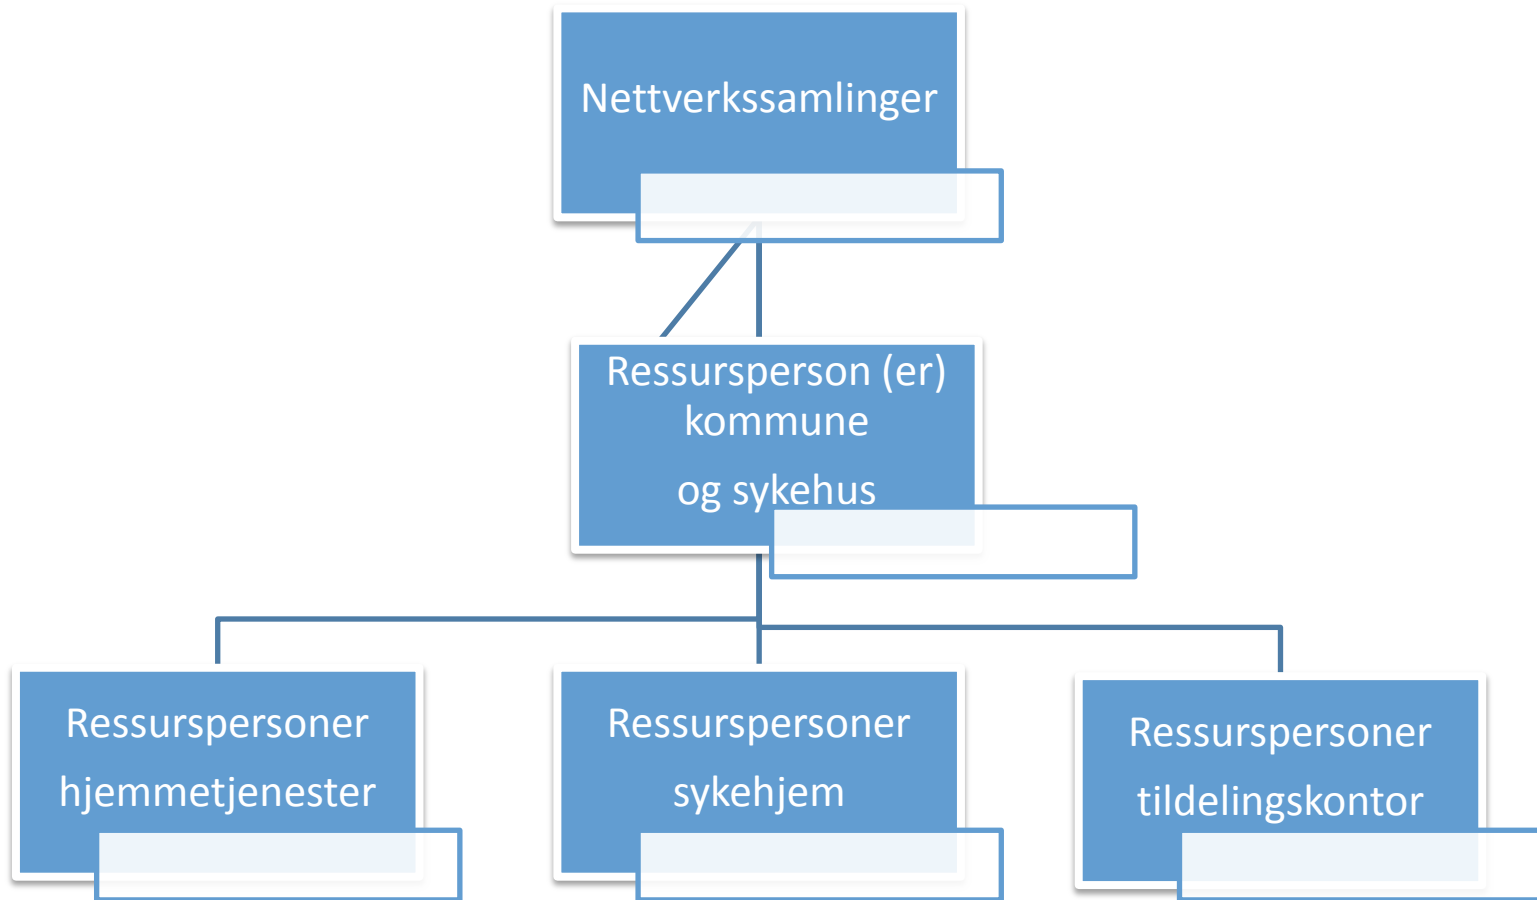 Nettverkssamlinger
Ressursperson (er)
kommune
og sykehus
Ressurspersoner
hjemmetjenester
Ressurspersoner
sykehjem
Ressurspersoner
tildelingskontor